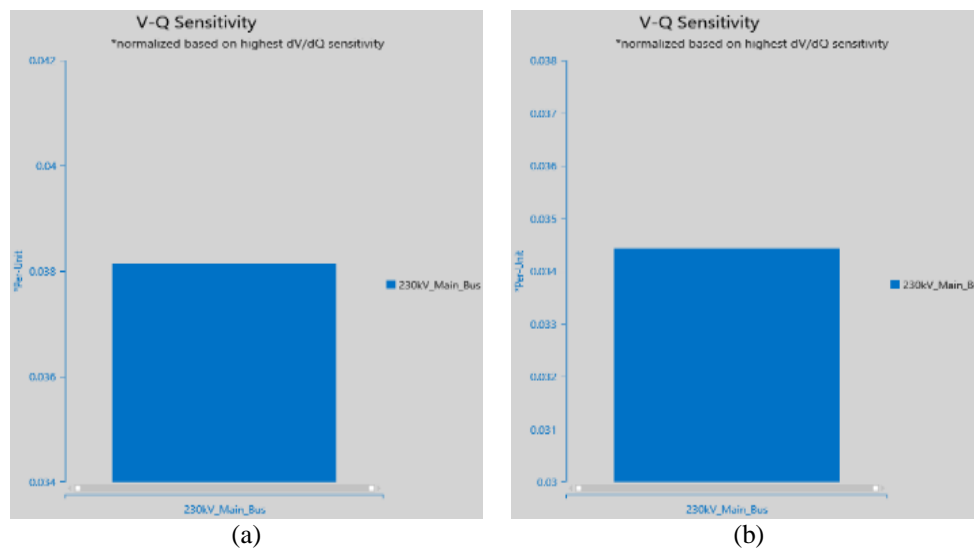 V-Q Sensitivity
*normalized based on highest dV/dQ sensitivity
0.042
0.04
0.038
0.036
0.034
*Per-Unit
230kV_Main_Bus
230kV_Main_Bus
(a)
V-Q Sensitivity
*normalized based on highest dV/dQ sensitivity
0.038
0.037
0.036
0.035
0.034
0.033
0.032
0.031
0.03
*Per-Unit
230kV_Main_B
230kV_Main_Bus
(b)